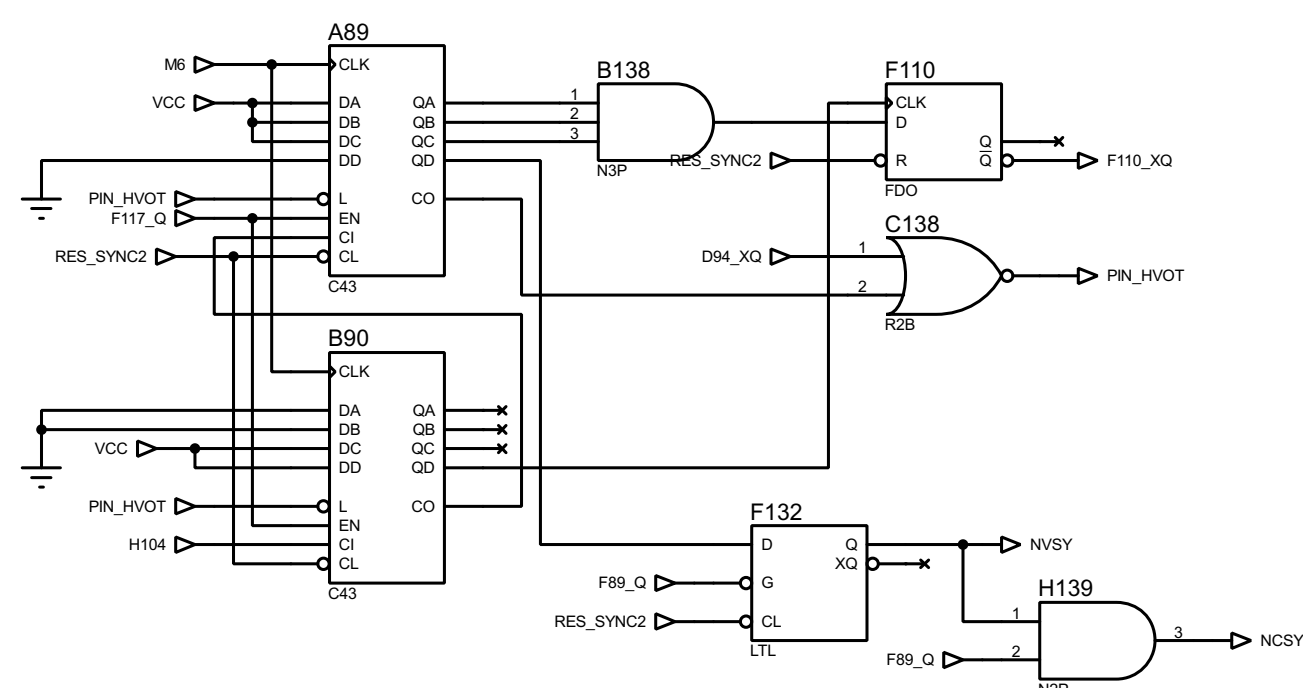 A89
M6
CLK
VCC
DA
QA
DB
QB
DC
QC
DD
QD
PIN_HVOT
L
CO
F117_Q
EN
CI
RES_SYNC2
CL
C43
B138
1
2
3
N3P
F110
CLK
D
RES_SYNC2
R
Q
Q
F110_XQ
FDO
C138
D94_XQ
1
2
PIN_HVOT
R2B
B90
CLK
DA
QA
DB
QB
VCC
DC
QC
DD
QD
PIN_HVOT
L
CO
EN
H104
CI
CL
C43
F132
D
Q
NVSY
XQ
F89_Q
G
RES_SYNC2
CL
LTL
H139
1
F89_Q
2
3
NCSY